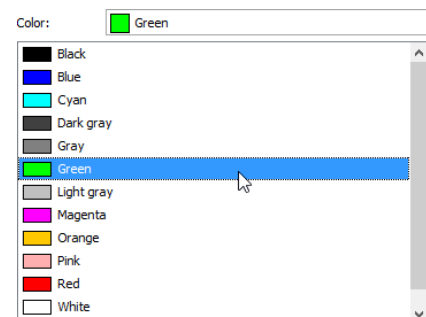 Color: Green
Black
Blue
Cyan
Dark gray
Gray
Green
Light gray
Magenta
Orange
Pink
Red
White